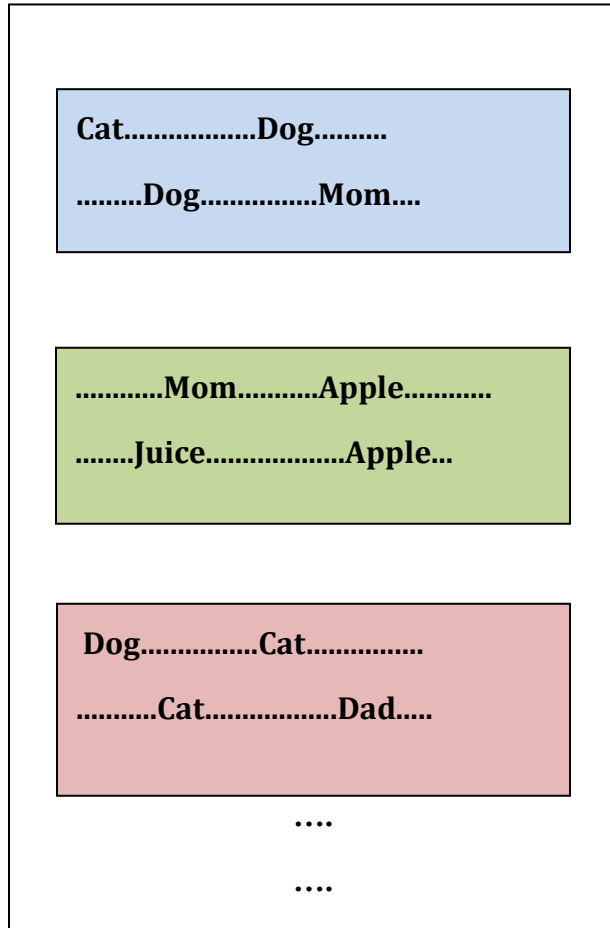 Cat..................Dog..........
.........Dog................Mom....
............Mom...........Apple............
........Juice...................Apple...
Dog................Cat................
...........Cat..................Dad.....
....
....